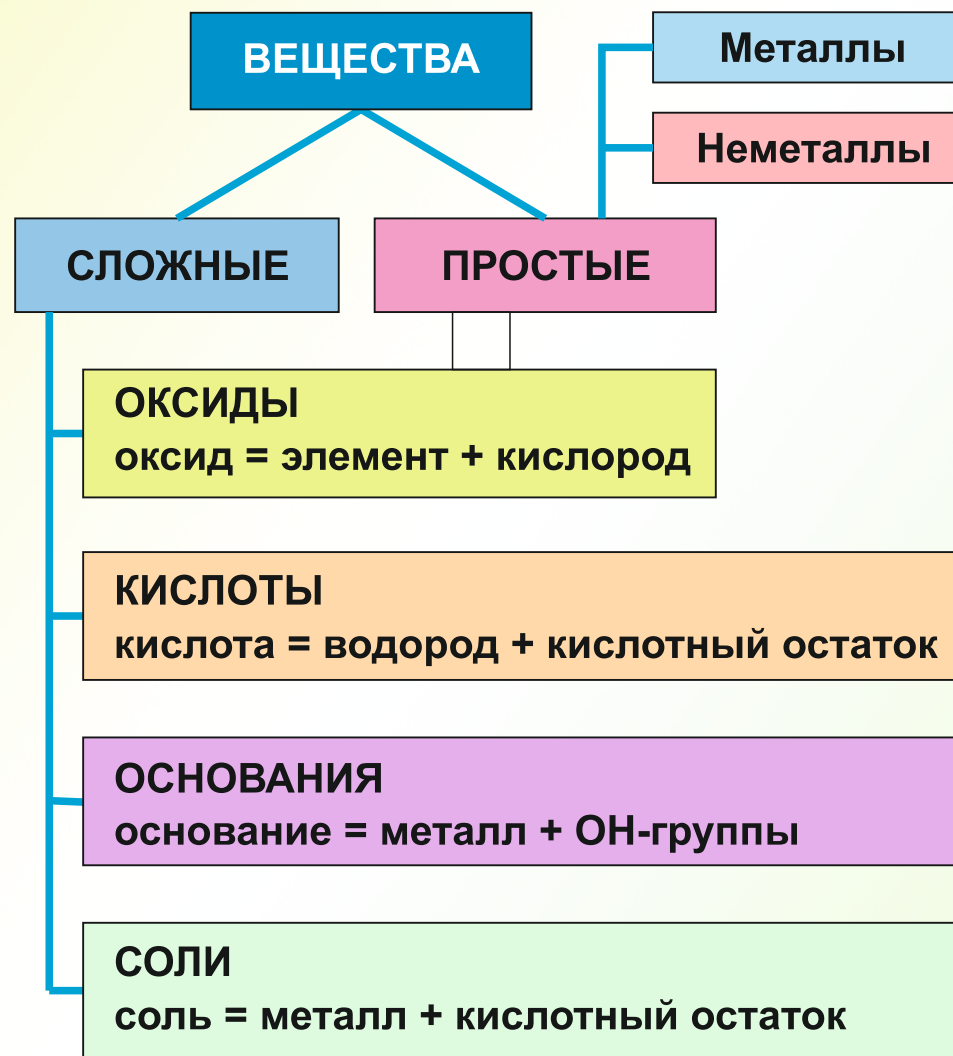 ВЕЩЕСТВА
Металлы
Неметаллы
СЛОЖНЫЕ
ПРОСТЫЕ
ОКСИДЫ
оксид = элемент + кислород
КИСЛОТЫ
кислота = водород + кислотный остаток
ОСНОВАНИЯ
основание = металл + ОН-группы
СОЛИ
соль = металл + кислотный остаток